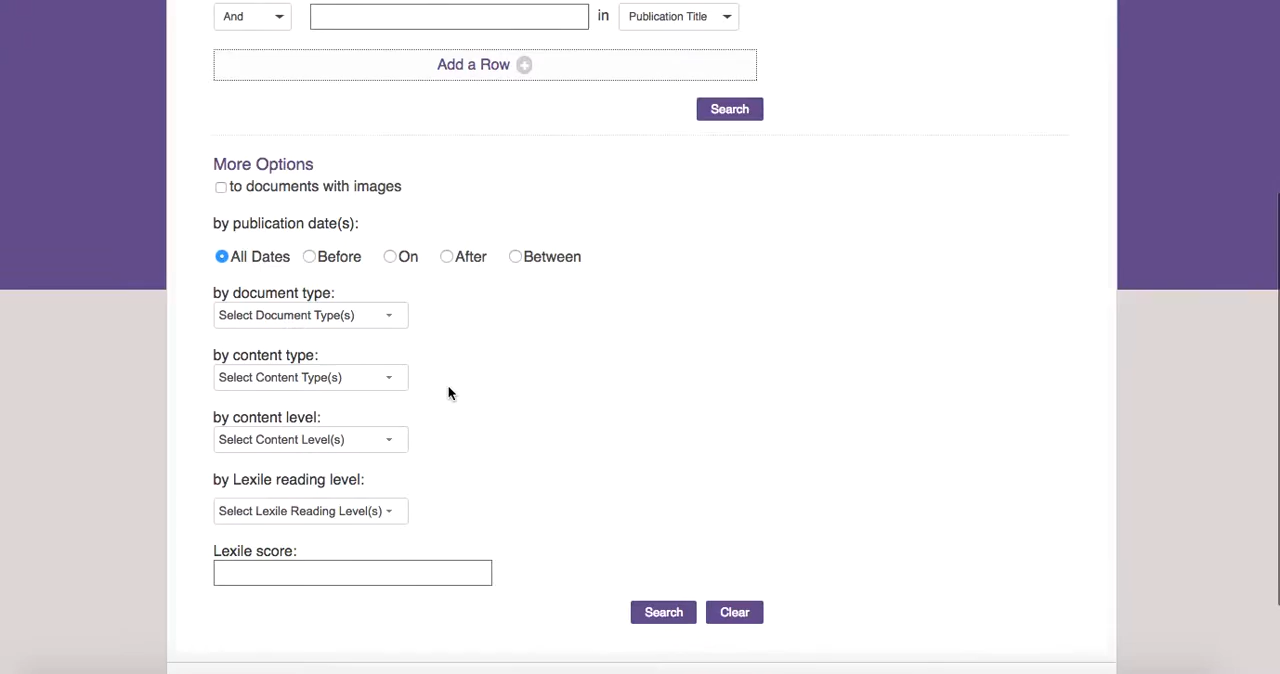 And in Publication Title
Add a Row
Search
More Options
to documents with images
by publication date(s):
All Dates Before On After Between
by document type:
Select Document Type(s)
by content type:
Select Content Type(s)
by content level:
Select Content Level(s)
by Lexile reading level:
Select Lexile Reading Level(s)
Lexile score:
Search Clear